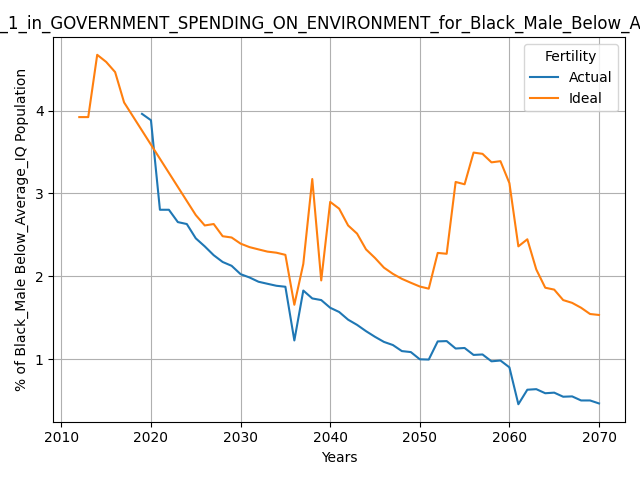 _1_in_GOVERNMENT_SPENDING_ON_ENVIRONMENT_for_Black_Male_Below_A
Fertility
Actual
Ideal
% of Black_Male Below_Average_IQ Population
4
3
2
1
2010 2020 2030 2040 2050 2060 2070
Years